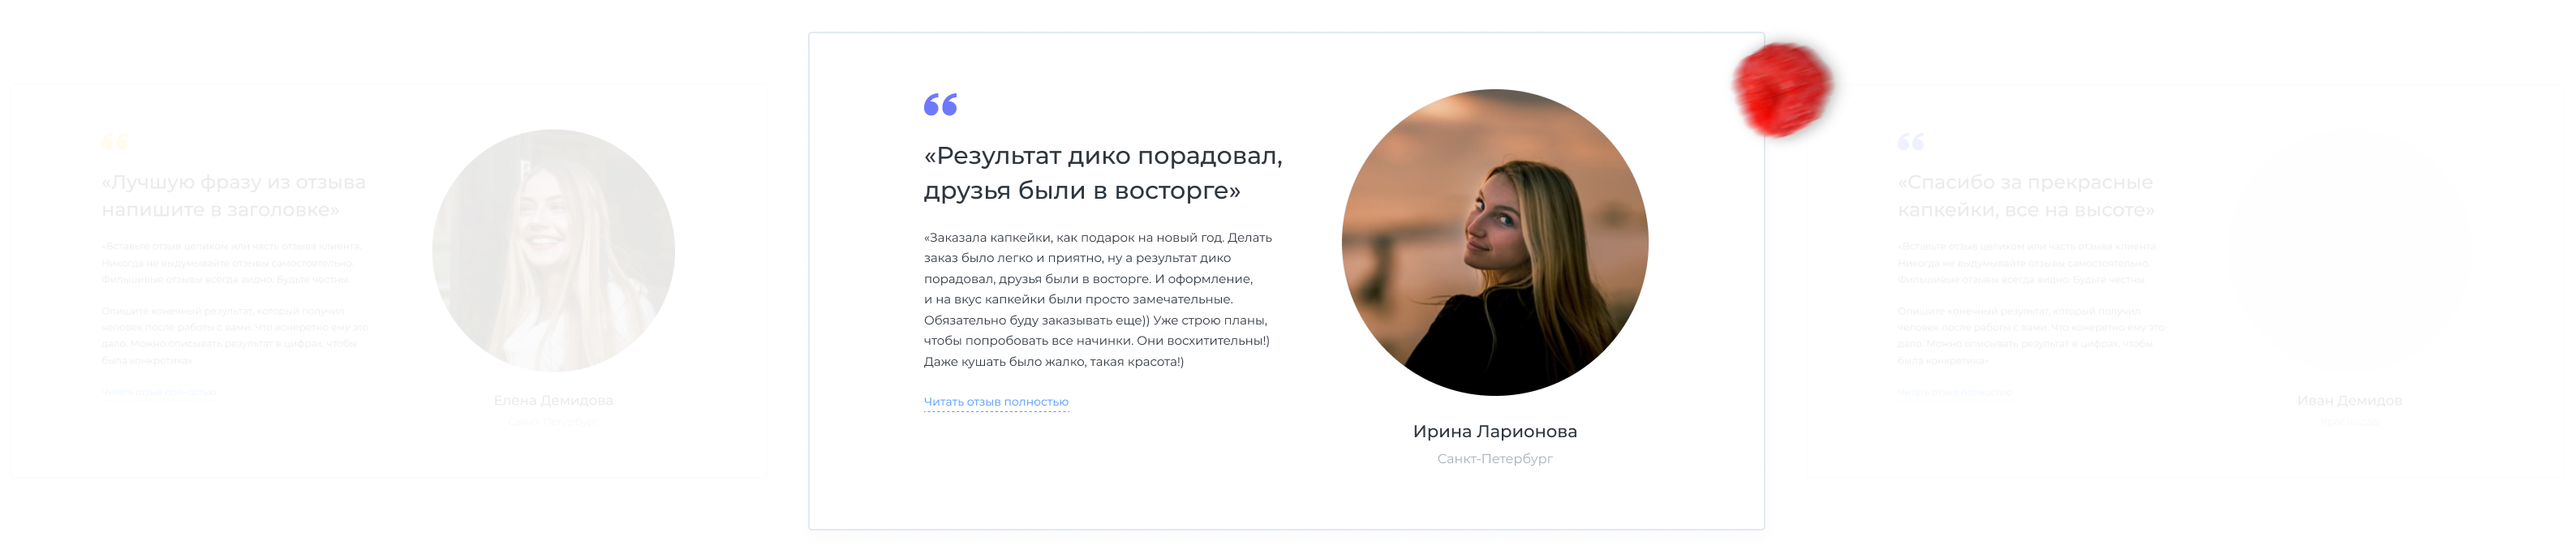 «Лучшую фразу из отзыва
напишите в заголовке»
«Вставьте отзыв целиком или часть отзыва клиента.
Никогда не выдумывайте отзывы самостоятельно.
Фальшивые отзывы всегда видно. Будьте честны.
Опишите конечный результат, который получил
человек после работы с вами. Что конкретно ему это
дало. Можно описывать результат в цифрах, чтобы
была конкретика»
Читать отзыв полностью
Елена Демидова
Санкт-Петербург
«Результат дико порадовал,
друзья были в восторге»
«Заказала капкейки, как подарок на новый год. Делать
заказ было легко и приятно, ну а результат дико
порадовал, друзья были в восторге. И оформление,
и на вкус капкейки были просто замечательные.
Обязательно буду заказывать еще)) Уже строю планы,
чтобы попробовать все начинки. Они восхитительны!)
Даже кушать было жалко, такая красота!)
Читать отзыв полностью
Ирина Ларионова
Санкт-Петербург
«Спасибо за прекрасные
капкейки, все на высоте»
«Вставьте отзыв целиком или часть отзыва клиента.
Никогда не выдумывайте отзывы самостоятельно.
Фальшивые отзывы всегда видно. Будьте честны.
Опишите конечный результат, который получил
человек после работы с вами. Что конкретно ему это
дало. Можно описывать результат в цифрах, чтобы
была конкретика»
Читать отзыв полностью
Иван Демидов